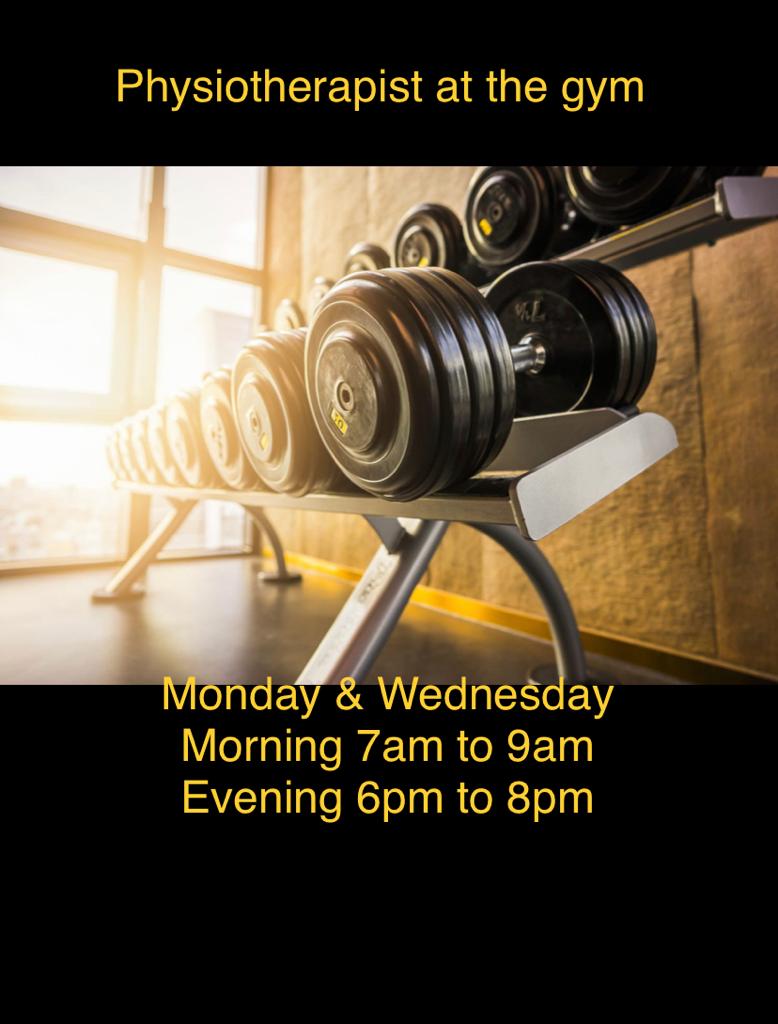 Physiotherapist at the gym
Monday & Wednesday
Morning 7am to 9am
Evening 6pm to 8pm